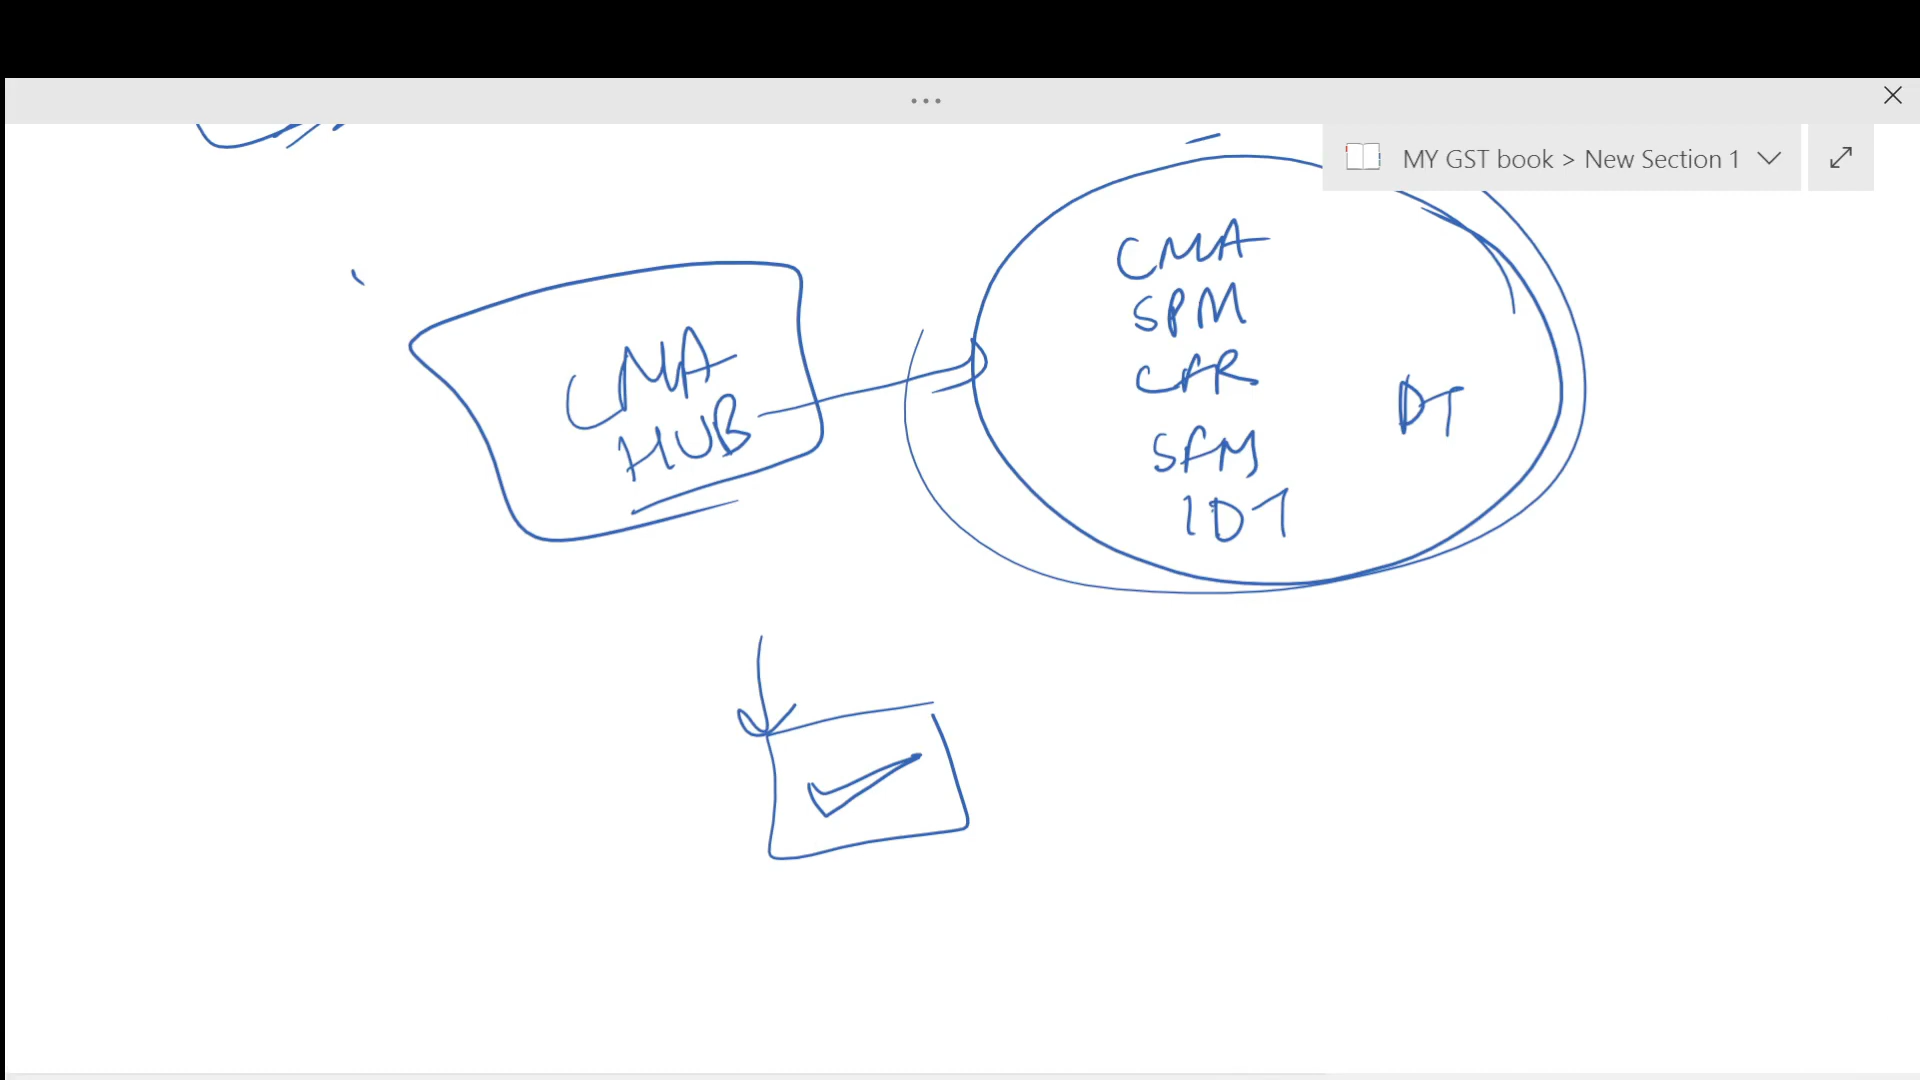 MY GST book > New Section 1
CMA
HUB
CMA
SPM
CFR
SFM
IDT
DT